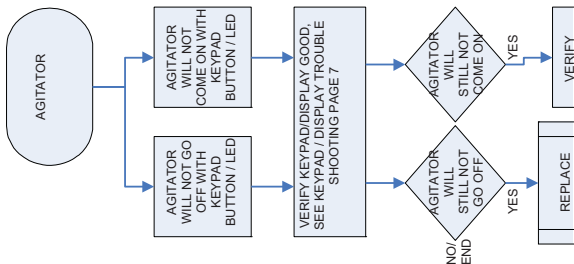 AGITATOR
AGITATOR
WILL NOT GO
OFF WITH
KEYPAD
BUTTON / LED
AGITATOR
WILL NOT
COME ON WITH
KEYPAD
BUTTON / LED
VERIFY KEYPAD/DISPLAY GOOD,
SEE KEYPAD / DISPLAY TROUBLE
SHOOTING PAGE 7
AGITATOR
WILL
STILL NOT
GO OFF
AGITATOR
WILL
STILL NOT
COME ON
NO/
END
YES
YES
REPLACE
VERIFY